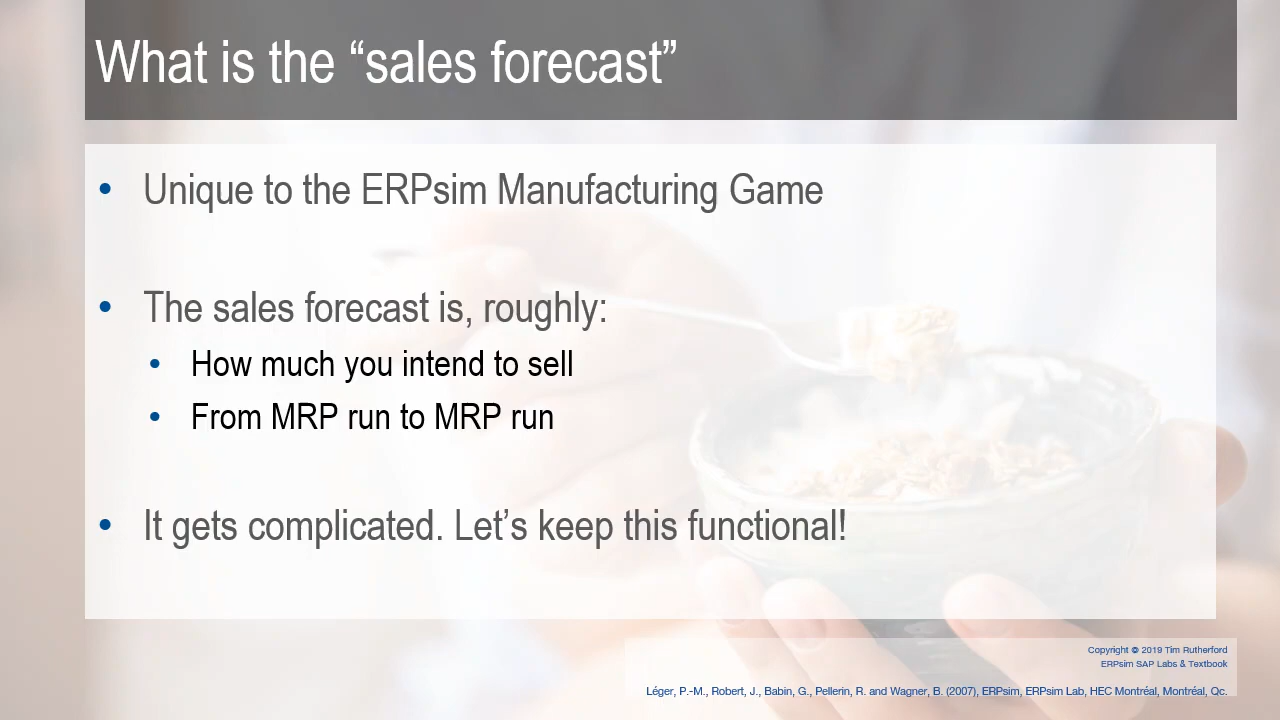 What is the “sales forecast”
• Unique to the ERPsim Manufacturing Game
• The sales forecast is, roughly:
• How much you intend to sell
• From MRP run to MRP run
• It gets complicated. Let’s keep this functional!
Copyright © 2019 Tim Rutherford
ERPsim SAP Labs & Textbook
Léger, P.-M., Robert, J., Babin, G., Pellerin, R. and Wagner, B. (2007), ERPsim, ERPsim Lab, HEC Montréal, Montréal, Qc.